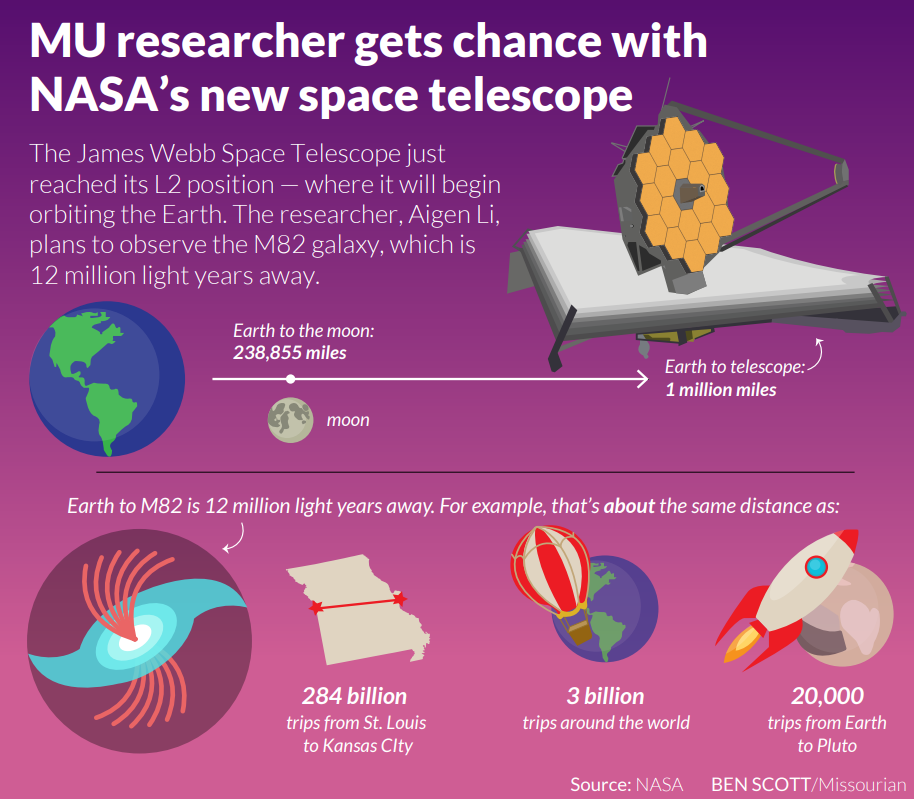 MU researcher gets chance with
NASA’s new space telescope
The James Webb Space Telescope just
reached its L2 position — where it will begin
orbiting the Earth. The researcher, Aigen Li,
plans to observe the M82 galaxy, which is
12 million light years away.
Earth to the moon:
238,855 miles
Earth to telescope:
1 million miles
moon
Earth to M82 is 12 million light years away. For example, that’s about the same distance as:
284 billion
trips from St. Louis
to Kansas CIty
3 billion
trips around the world
20,000
trips from Earth
to Pluto
Source: NASA BEN SCOTT/Missourian